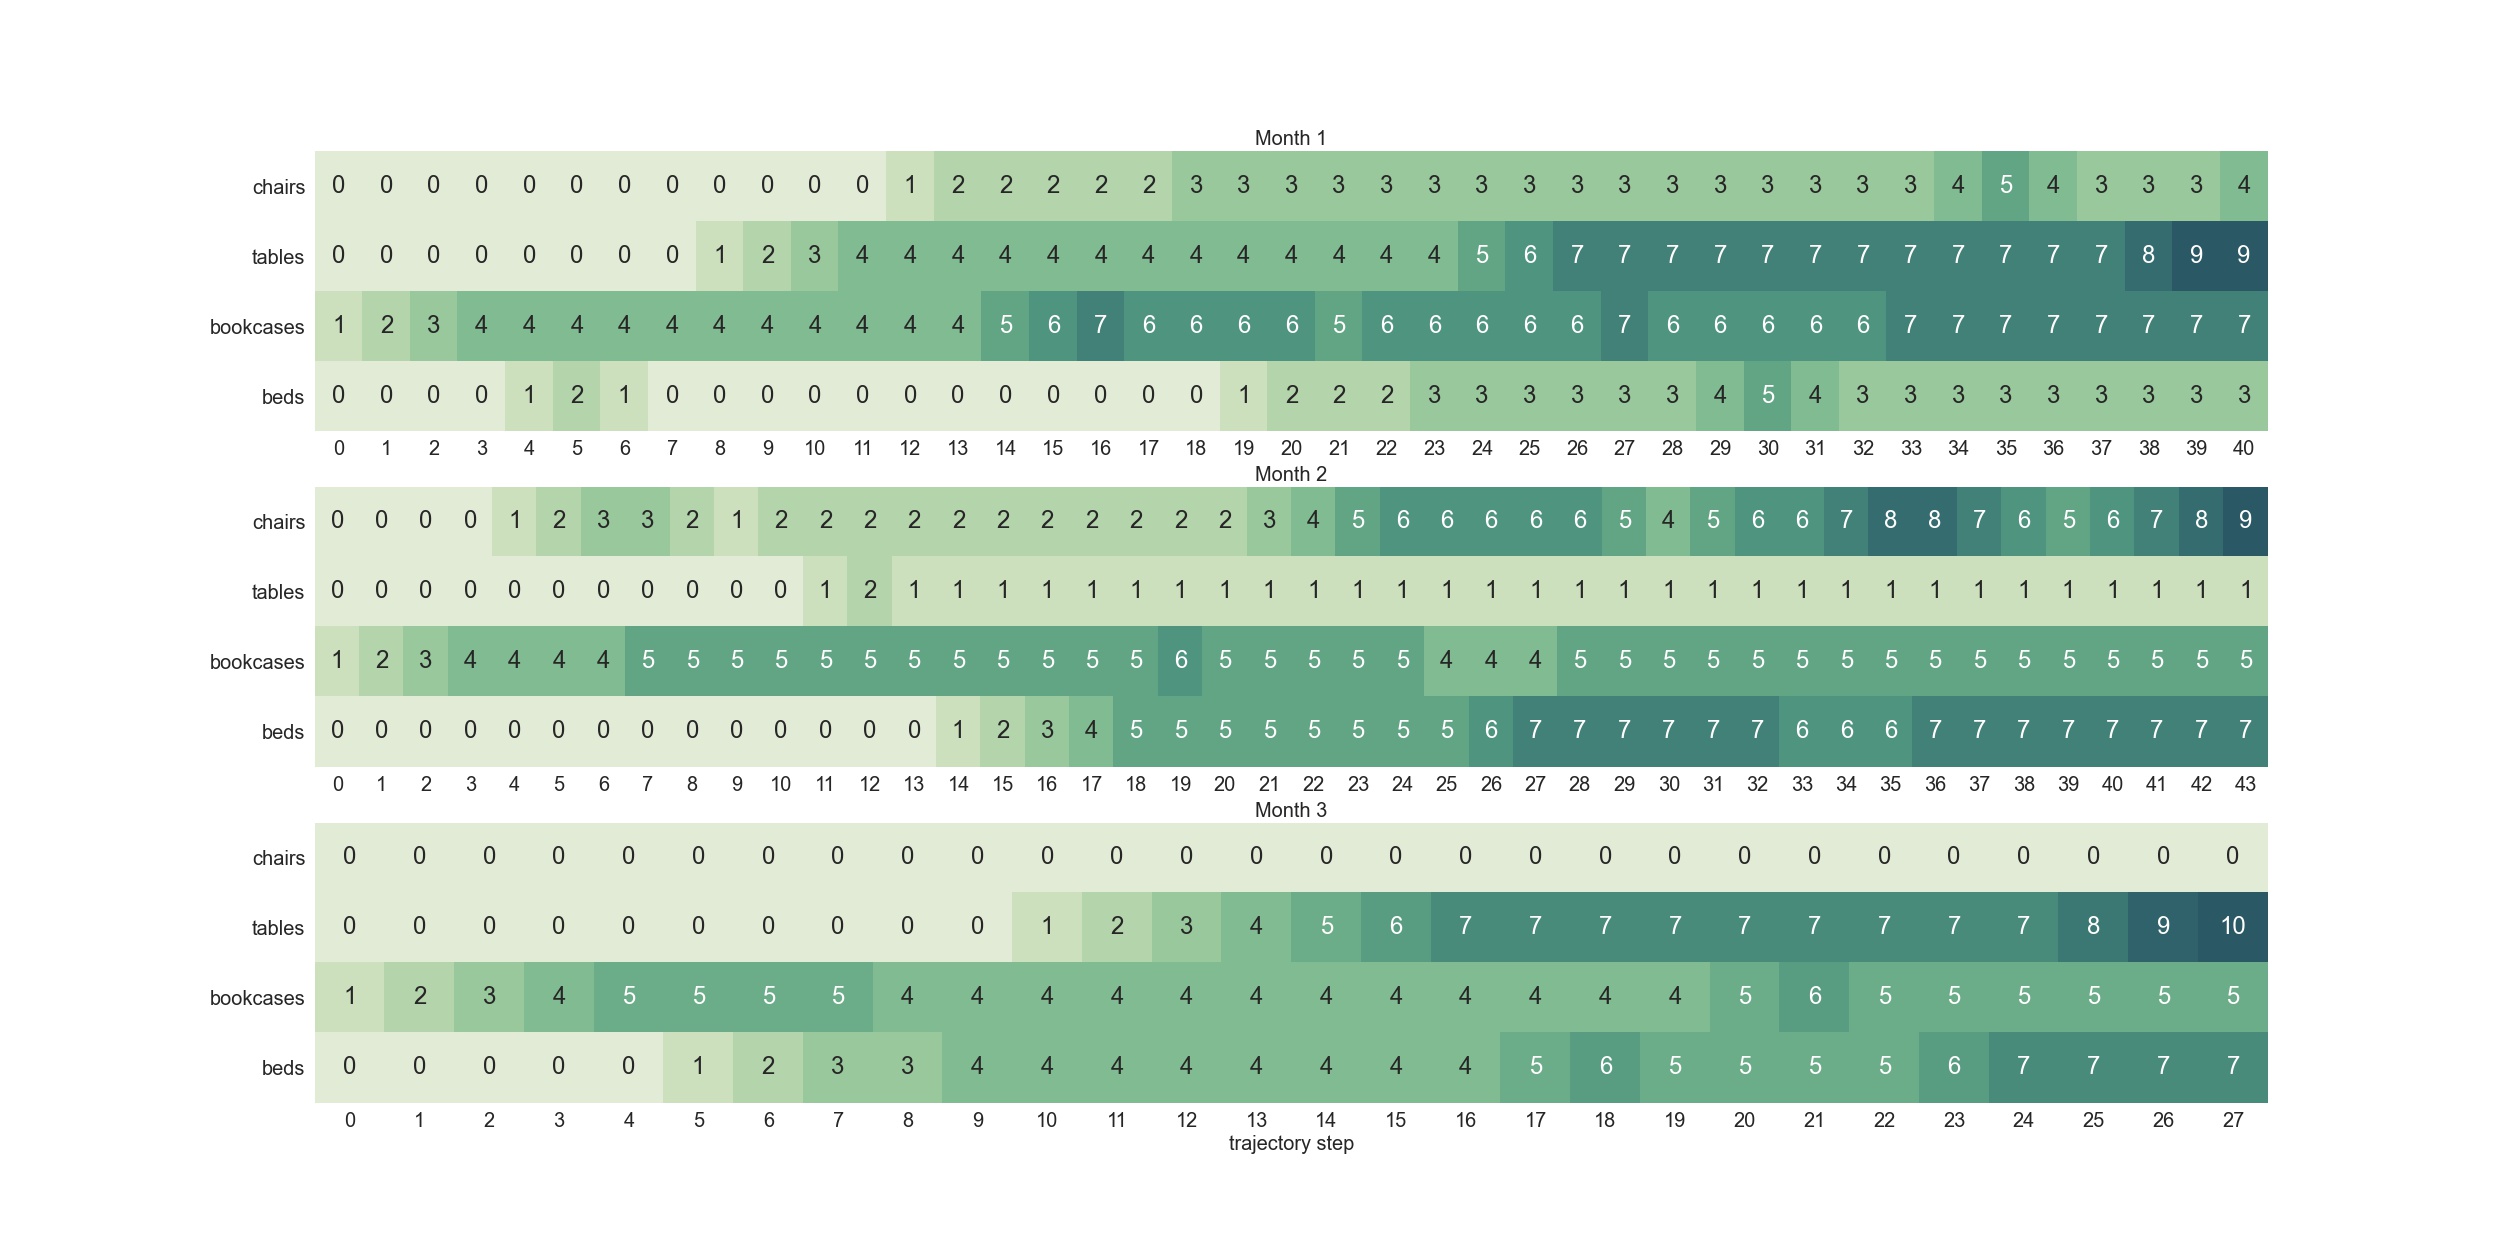 Month 1
chairs 0 0 0 0 0 0 0 0 0 0 0 0 1 2 2 2 2 2 3 3 3 3 3 3 3 3 3 3 3 3 3 3 3 3 4 5 4 3 3 3 4
tables 0 0 0 0 0 0 0 0 1 2 3 4 4 4 4 4 4 4 4 4 4 4 4 4 5 6 7 7 7 7 7 7 7 7 7 7 7 7 8 9 9
bookcases 1 2 3 4 4 4 4 4 4 4 4 4 4 4 5 6 7 6 6 6 6 5 6 6 6 6 6 7 6 6 6 6 6 7 7 7 7 7 7 7 7
beds 0 0 0 0 1 2 1 0 0 0 0 0 0 0 0 0 0 0 0 1 2 2 2 3 3 3 3 3 3 4 5 4 3 3 3 3 3 3 3 3 3
0 1 2 3 4 5 6 7 8 9 10 11 12 13 14 15 16 17 18 19 20 21 22 23 24 25 26 27 28 29 30 31 32 33 34 35 36 37 38 39 40
Month 2
chairs 0 0 0 0 1 2 3 3 2 1 2 2 2 2 2 2 2 2 2 2 2 3 4 5 6 6 6 6 6 5 4 5 6 6 7 8 8 7 6 5 6 7 8 9
tables 0 0 0 0 0 0 0 0 0 0 0 1 2 1 1 1 1 1 1 1 1 1 1 1 1 1 1 1 1 1 1 1 1 1 1 1 1 1 1 1 1 1 1 1
bookcases 1 2 3 4 4 4 4 5 5 5 5 5 5 5 5 5 5 5 5 6 5 5 5 5 5 4 4 4 5 5 5 5 5 5 5 5 5 5 5 5 5 5 5 5
beds 0 0 0 0 0 0 0 0 0 0 0 0 0 0 1 2 3 4 5 5 5 5 5 5 5 5 6 7 7 7 7 7 7 6 6 6 7 7 7 7 7 7 7 7
0 1 2 3 4 5 6 7 8 9 10 11 12 13 14 15 16 17 18 19 20 21 22 23 24 25 26 27 28 29 30 31 32 33 34 35 36 37 38 39 40 41 42 43
Month 3
chairs 0 0 0 0 0 0 0 0 0 0 0 0 0 0 0 0 0 0 0 0 0 0 0 0 0 0 0 0
tables 0 0 0 0 0 0 0 0 0 0 1 2 3 4 5 6 7 7 7 7 7 7 7 7 7 8 9 10
bookcases 1 2 3 4 5 5 5 5 4 4 4 4 4 4 4 4 4 4 4 4 5 6 5 5 5 5 5 5
beds 0 0 0 0 0 1 2 3 3 4 4 4 4 4 4 4 4 5 6 5 5 5 5 6 7 7 7 7
0 1 2 3 4 5 6 7 8 9 10 11 12 13 14 15 16 17 18 19 20 21 22 23 24 25 26 27
trajectory step